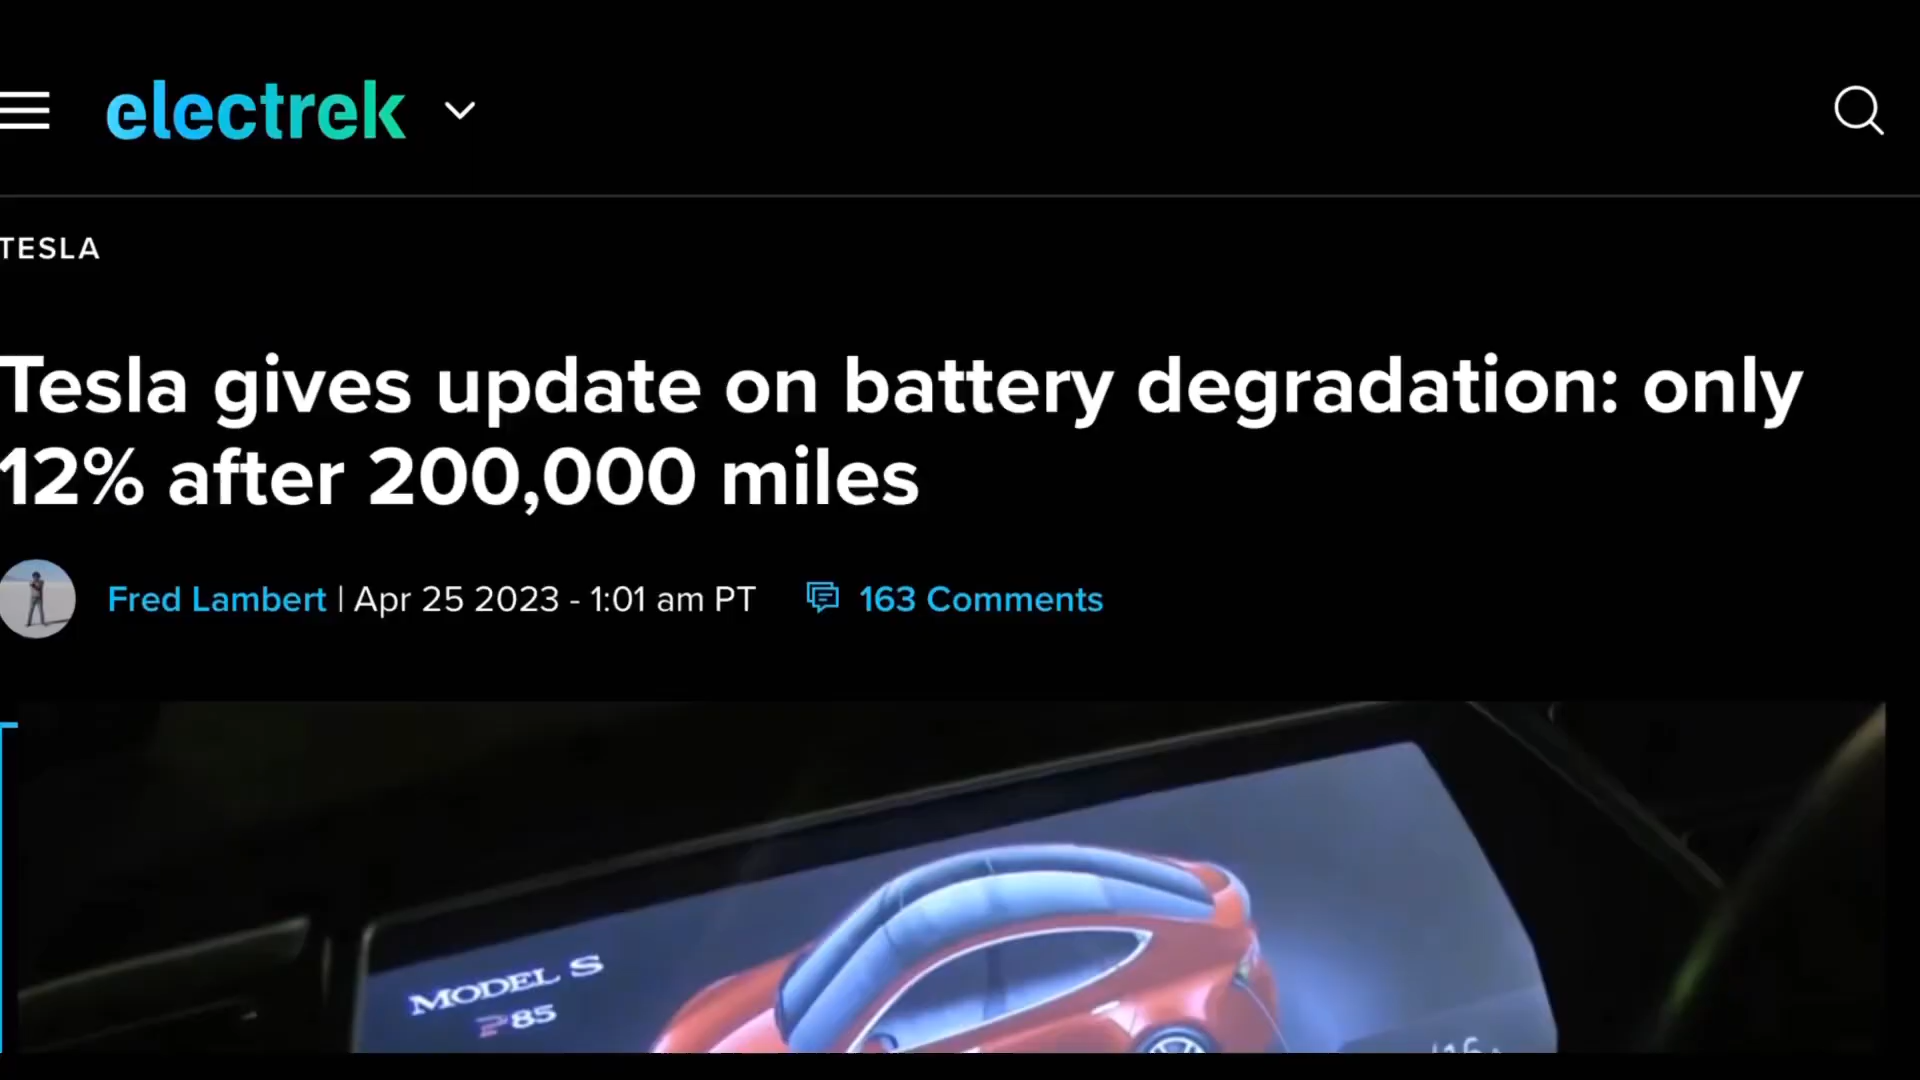 electrek
TESLA
Tesla gives update on battery degradation: only
12% after 200,000 miles
Fred Lambert | Apr 25 2023 - 1:01 am PT
163 Comments
MODEL S
P85